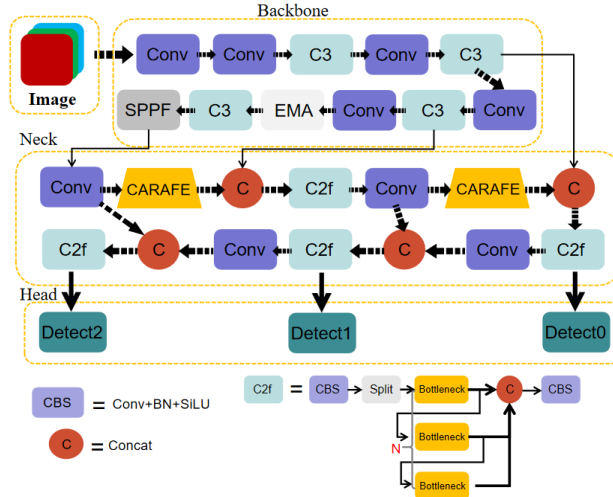 Backbone
Image
Conv Conv C3 Conv C3
SPPF C3 EMA Conv C3 Conv
Neck
Conv CARAFE C C2f Conv CARAFE C
C2f C Conv C2f C Conv C2f
Head
Detect2 Detect1 Detect0
CBS = Conv+BN+SiLU
C = Concat
C2f = CBS Split Bottleneck C CBS
N Bottleneck
Bottleneck